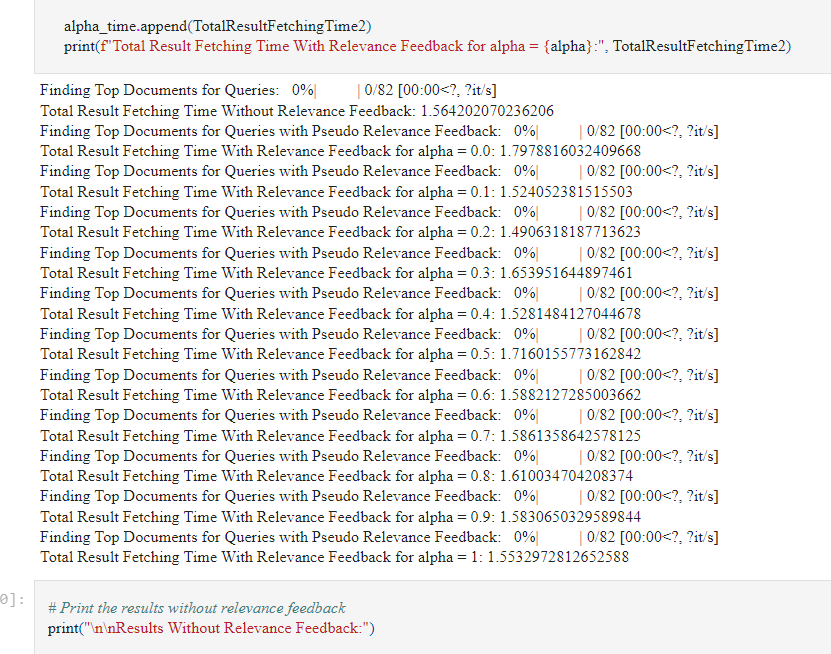 alpha_time.append(TotalResultFetchingTime2)
print(f"Total Result Fetching Time With Relevance Feedback for alpha = {alpha}:", TotalResultFetchingTime2)
Finding Top Documents for Queries:   0%|          | 0/82 [00:00<?, ?it/s]
Total Result Fetching Time Without Relevance Feedback: 1.564202070236206
Finding Top Documents for Queries with Pseudo Relevance Feedback:   0%|          | 0/82 [00:00<?, ?it/s]
Total Result Fetching Time With Relevance Feedback for alpha = 0.0: 1.7978816032409668
Finding Top Documents for Queries with Pseudo Relevance Feedback:   0%|          | 0/82 [00:00<?, ?it/s]
Total Result Fetching Time With Relevance Feedback for alpha = 0.1: 1.524052381515503
Finding Top Documents for Queries with Pseudo Relevance Feedback:   0%|          | 0/82 [00:00<?, ?it/s]
Total Result Fetching Time With Relevance Feedback for alpha = 0.2: 1.4906318187713623
Finding Top Documents for Queries with Pseudo Relevance Feedback:   0%|          | 0/82 [00:00<?, ?it/s]
Total Result Fetching Time With Relevance Feedback for alpha = 0.3: 1.653951644897461
Finding Top Documents for Queries with Pseudo Relevance Feedback:   0%|          | 0/82 [00:00<?, ?it/s]
Total Result Fetching Time With Relevance Feedback for alpha = 0.4: 1.5281484127044678
Finding Top Documents for Queries with Pseudo Relevance Feedback:   0%|          | 0/82 [00:00<?, ?it/s]
Total Result Fetching Time With Relevance Feedback for alpha = 0.5: 1.7160155773162842
Finding Top Documents for Queries with Pseudo Relevance Feedback:   0%|          | 0/82 [00:00<?, ?it/s]
Total Result Fetching Time With Relevance Feedback for alpha = 0.6: 1.5882127285003662
Finding Top Documents for Queries with Pseudo Relevance Feedback:   0%|          | 0/82 [00:00<?, ?it/s]
Total Result Fetching Time With Relevance Feedback for alpha = 0.7: 1.5861358642578125
Finding Top Documents for Queries with Pseudo Relevance Feedback:   0%|          | 0/82 [00:00<?, ?it/s]
Total Result Fetching Time With Relevance Feedback for alpha = 0.8: 1.610034704208374
Finding Top Documents for Queries with Pseudo Relevance Feedback:   0%|          | 0/82 [00:00<?, ?it/s]
Total Result Fetching Time With Relevance Feedback for alpha = 0.9: 1.5830650329589844
Finding Top Documents for Queries with Pseudo Relevance Feedback:   0%|          | 0/82 [00:00<?, ?it/s]
Total Result Fetching Time With Relevance Feedback for alpha = 1: 1.5532972812652588
0]:
# Print the results without relevance feedback
print("\n\nResults Without Relevance Feedback:")